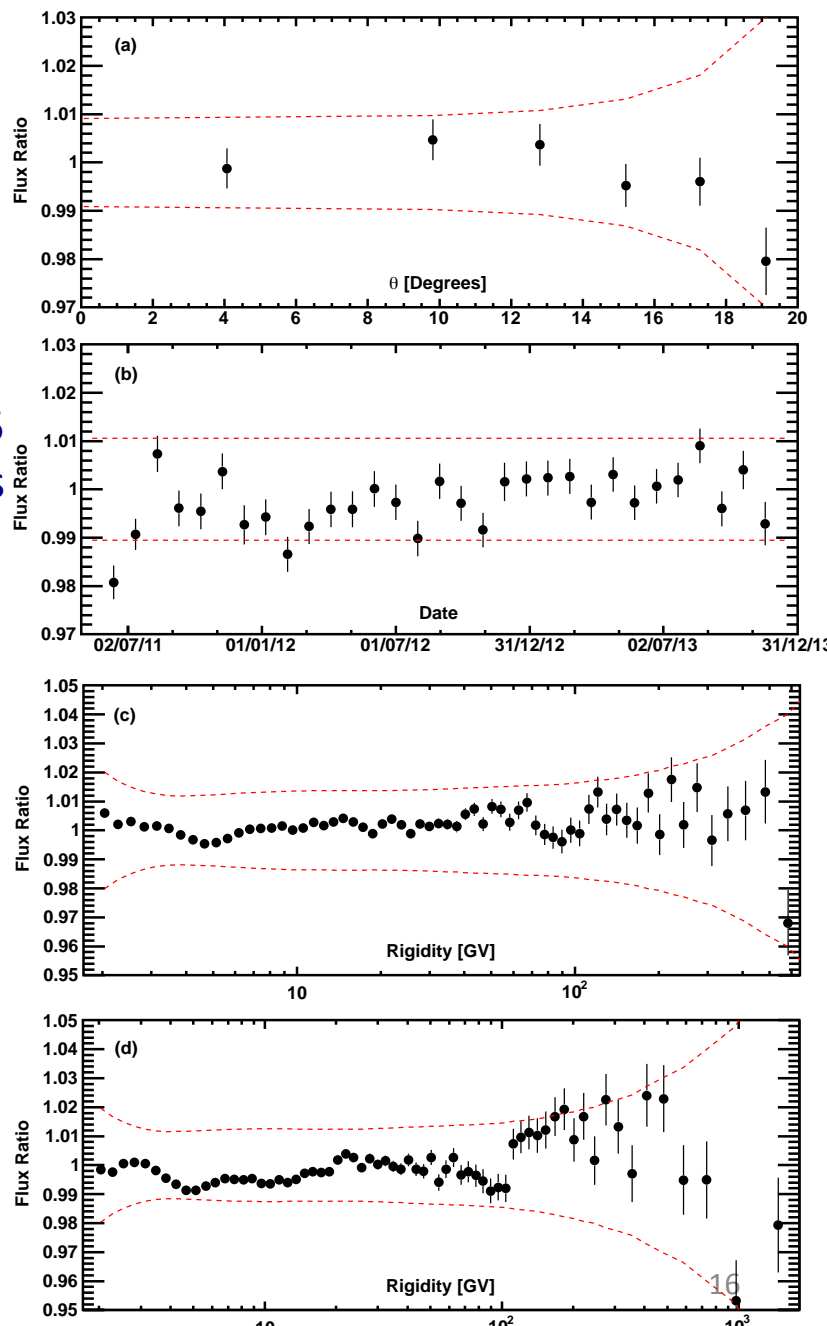 1.03
(a)
1.02
1.01
1
0.99
0.98
0.97
Flux Ratio
θ [Degrees]
0 2 4 6 8 10 12 14 16 18 20
1.03
(b)
1.02
1.01
1
0.99
0.98
0.97
Flux Ratio
Date
02/07/11 01/01/12 01/07/12 31/12/12 02/07/13 31/12/13
1.05
(c)
1.04
1.03
1.02
1.01
1
0.99
0.98
0.97
0.96
0.95
Flux Ratio
Rigidity [GV]
10 10²
1.05
(d)
1.04
1.03
1.02
1.01
1
0.99
0.98
0.97
0.96
0.95
Flux Ratio
Rigidity [GV]
16
10 10² 10³